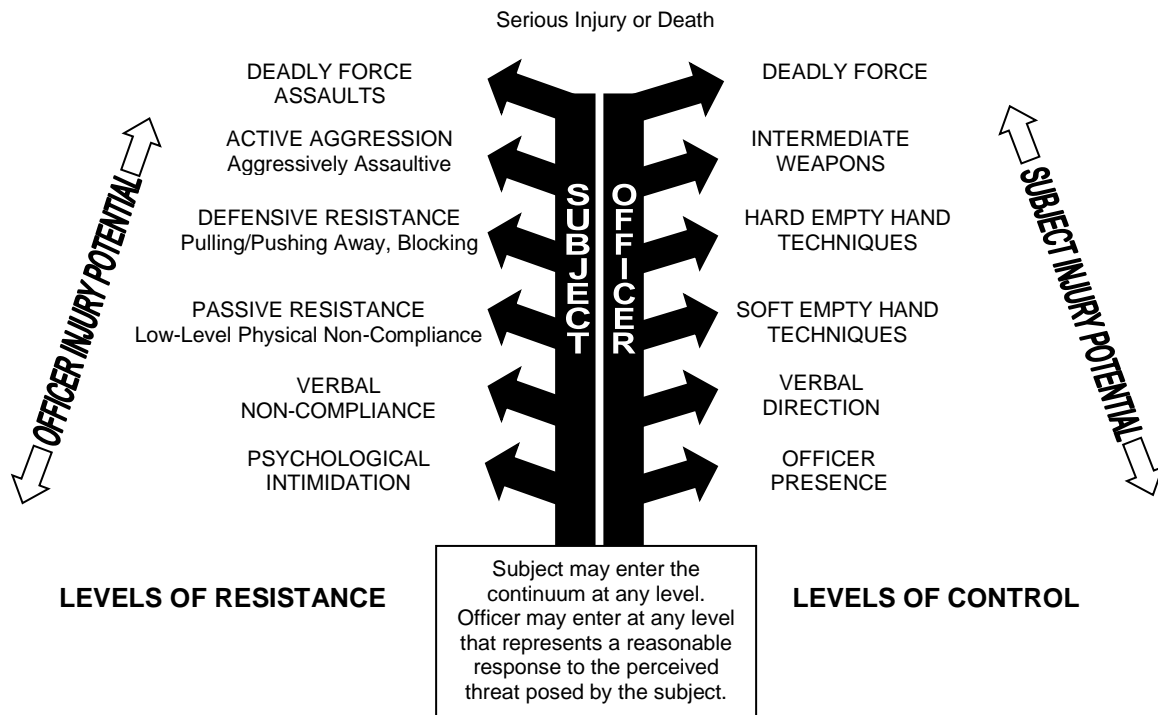 Serious Injury or Death
DEADLY FORCE
ASSAULTS
DEADLY FORCE
ACTIVE AGGRESSION
Aggressively Assaultive
INTERMEDIATE
WEAPONS
DEFENSIVE RESISTANCE
Pulling/Pushing Away, Blocking
HARD EMPTY HAND
TECHNIQUES
PASSIVE RESISTANCE
Low-Level Physical Non-Compliance
SOFT EMPTY HAND
TECHNIQUES
VERBAL
NON-COMPLIANCE
VERBAL
DIRECTION
PSYCHOLOGICAL
INTIMIDATION
OFFICER
PRESENCE
OFFICER INJURY POTENTIAL
SUBJECT
OFFICER
SUBJECT INJURY POTENTIAL
LEVELS OF RESISTANCE
Subject may enter the
continuum at any level.
Officer may enter at any level
that represents a reasonable
response to the perceived
threat posed by the subject.
LEVELS OF CONTROL